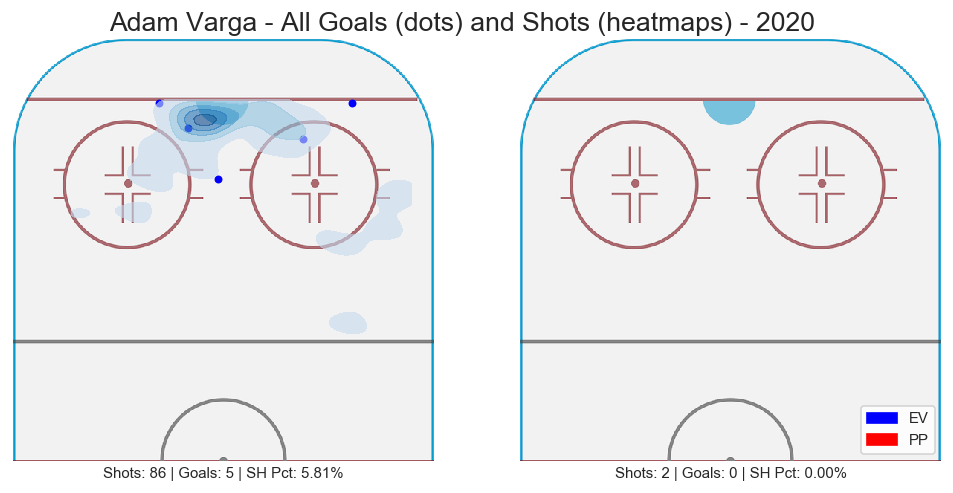 Adam Varga - All Goals (dots) and Shots (heatmaps) - 2020
EV
PP
Shots: 86 | Goals: 5 | SH Pct: 5.81%
Shots: 2 | Goals: 0 | SH Pct: 0.00%